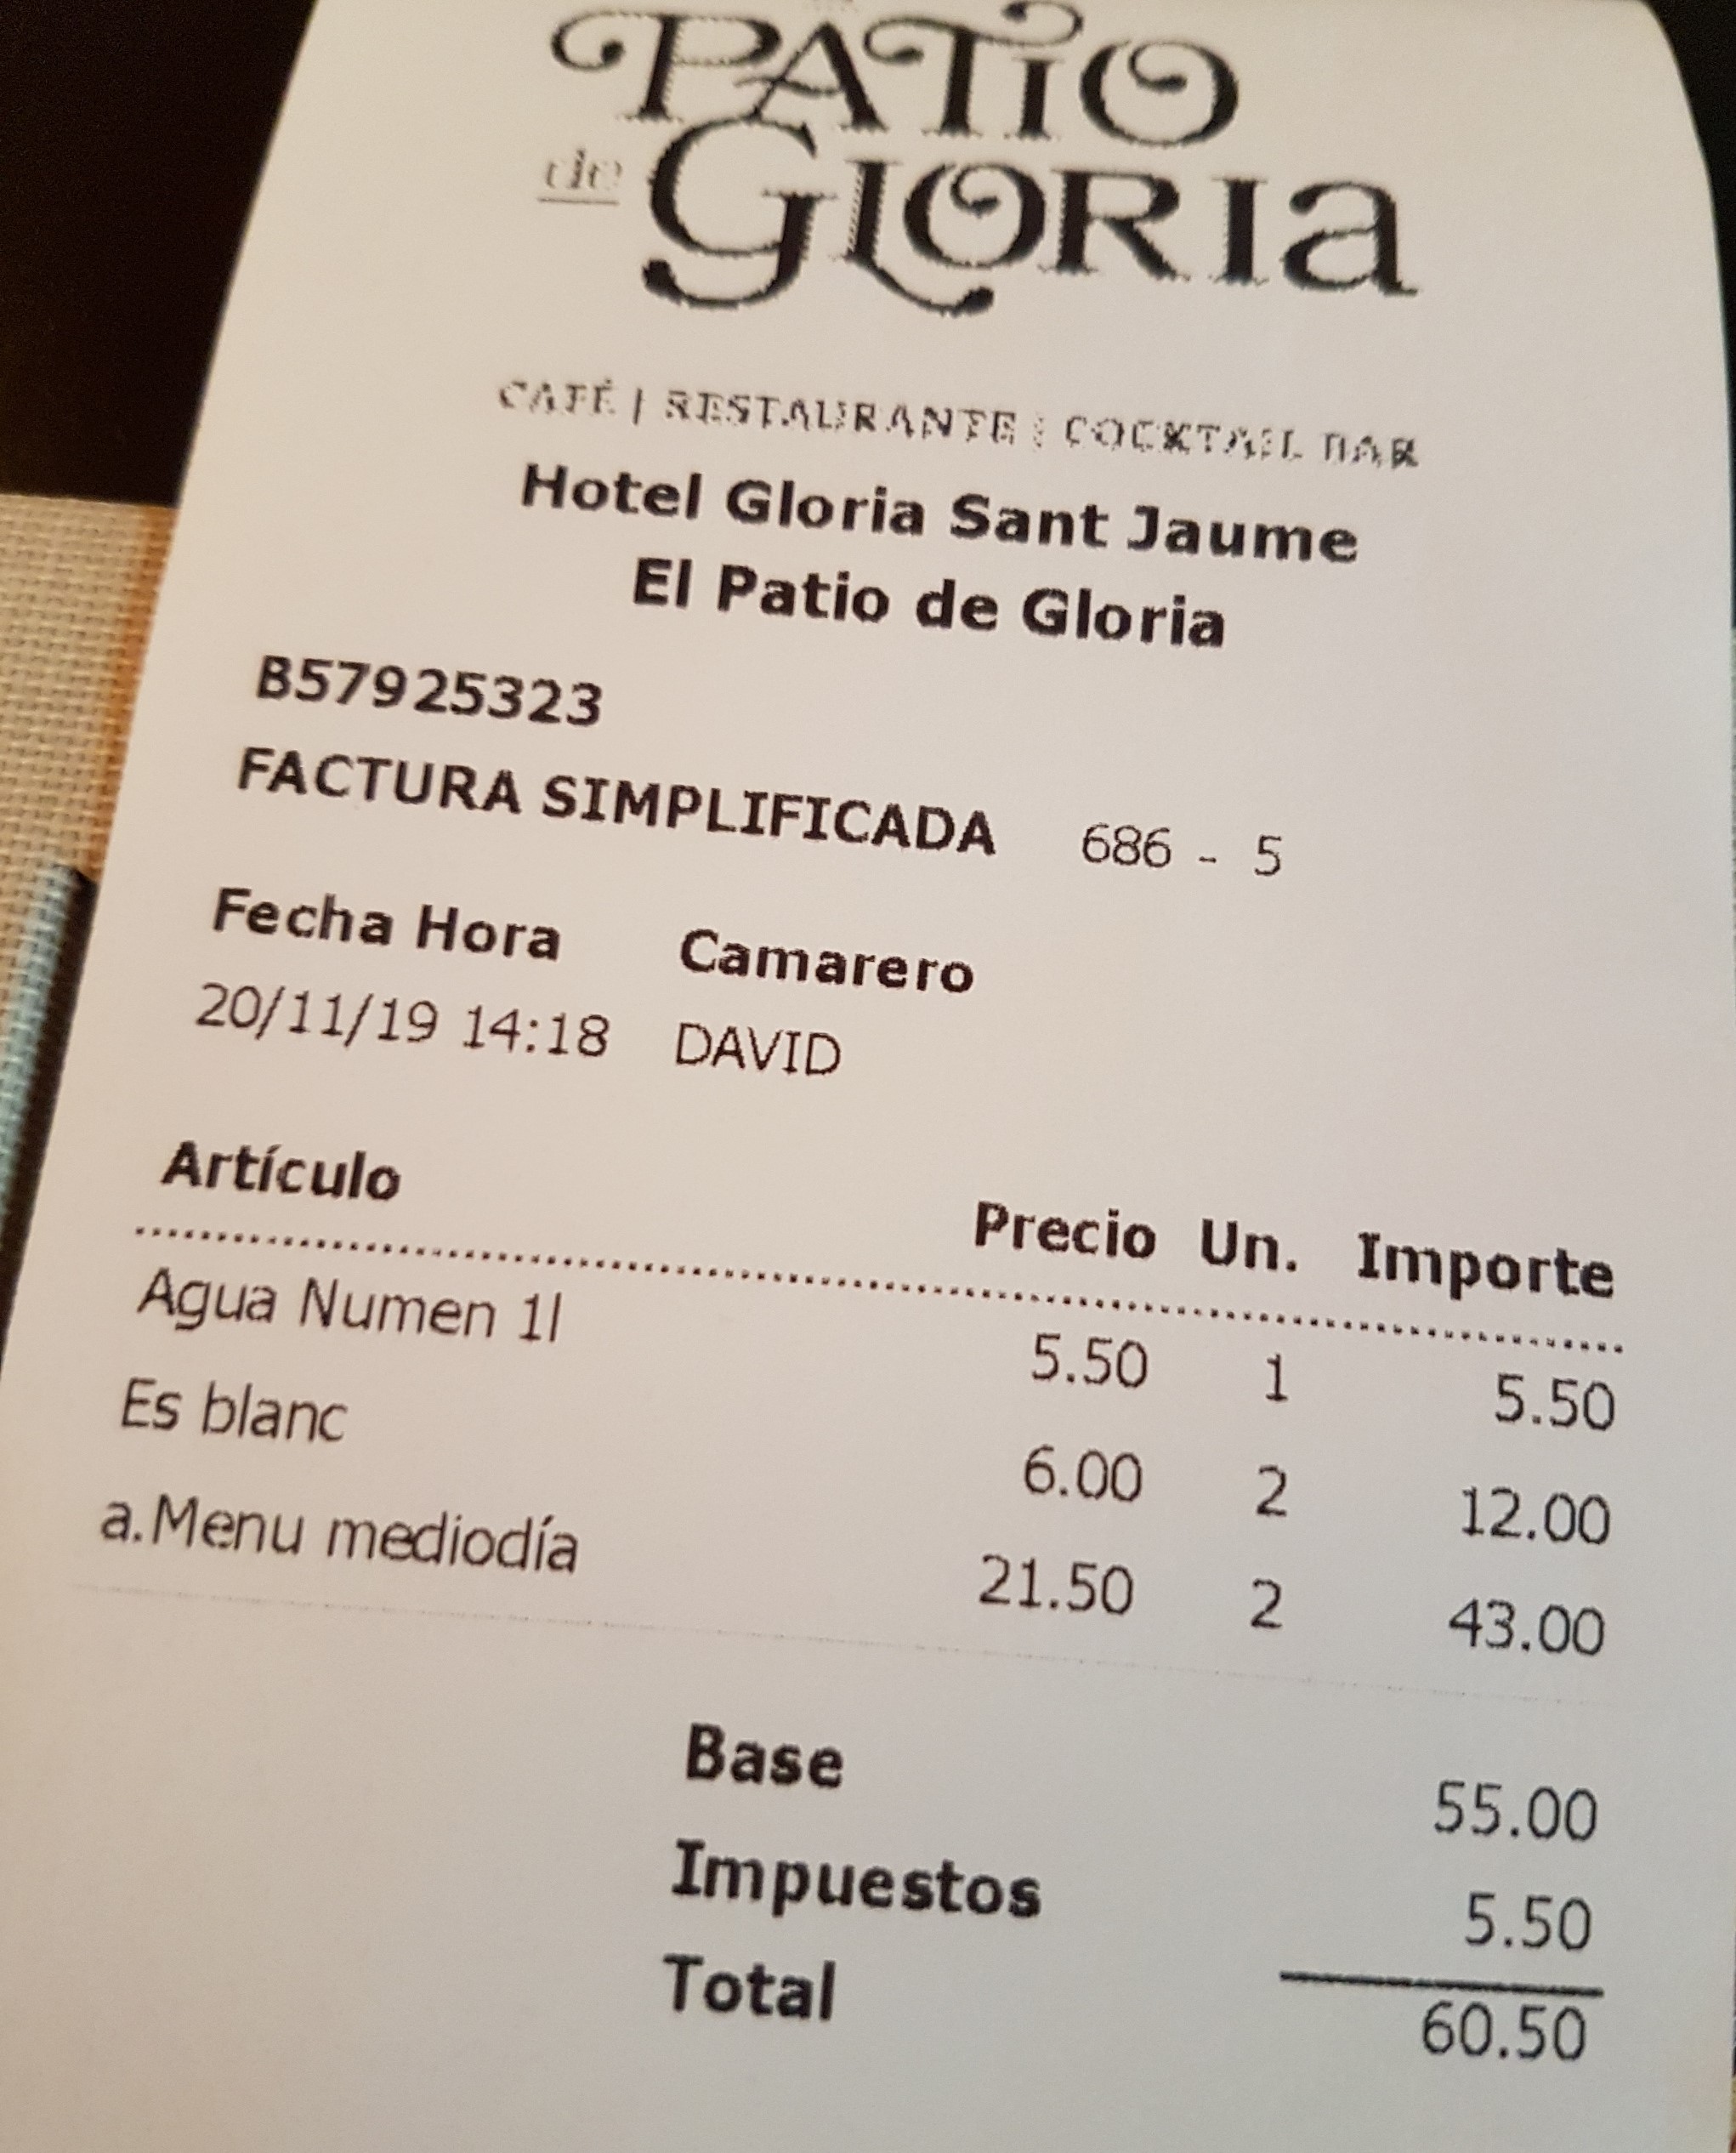 PATIO
de GLORIA
CAFÉ | RESTAURANTE | COCKTAIL BAR
Hotel Gloria Sant Jaume
El Patio de Gloria
B57925323
FACTURA SIMPLIFICADA 686 - 5
Fecha Hora Camarero
20/11/19 14:18 DAVID
Artículo Precio Un. Importe
Agua Numen 1l 5.50 1 5.50
Es blanc 6.00 2 12.00
a.Menu mediodía 21.50 2 43.00
Base 55.00
Impuestos 5.50
Total 60.50